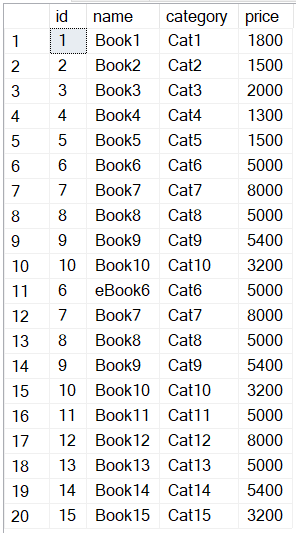 id name category price
1 1 Book1 Cat1 1800
2 2 Book2 Cat2 1500
3 3 Book3 Cat3 2000
4 4 Book4 Cat4 1300
5 5 Book5 Cat5 1500
6 6 Book6 Cat6 5000
7 7 Book7 Cat7 8000
8 8 Book8 Cat8 5000
9 9 Book9 Cat9 5400
10 10 Book10 Cat10 3200
11 6 eBook6 Cat6 5000
12 7 Book7 Cat7 8000
13 8 Book8 Cat8 5000
14 9 Book9 Cat9 5400
15 10 Book10 Cat10 3200
16 11 Book11 Cat11 5000
17 12 Book12 Cat12 8000
18 13 Book13 Cat13 5000
19 14 Book14 Cat14 5400
20 15 Book15 Cat15 3200